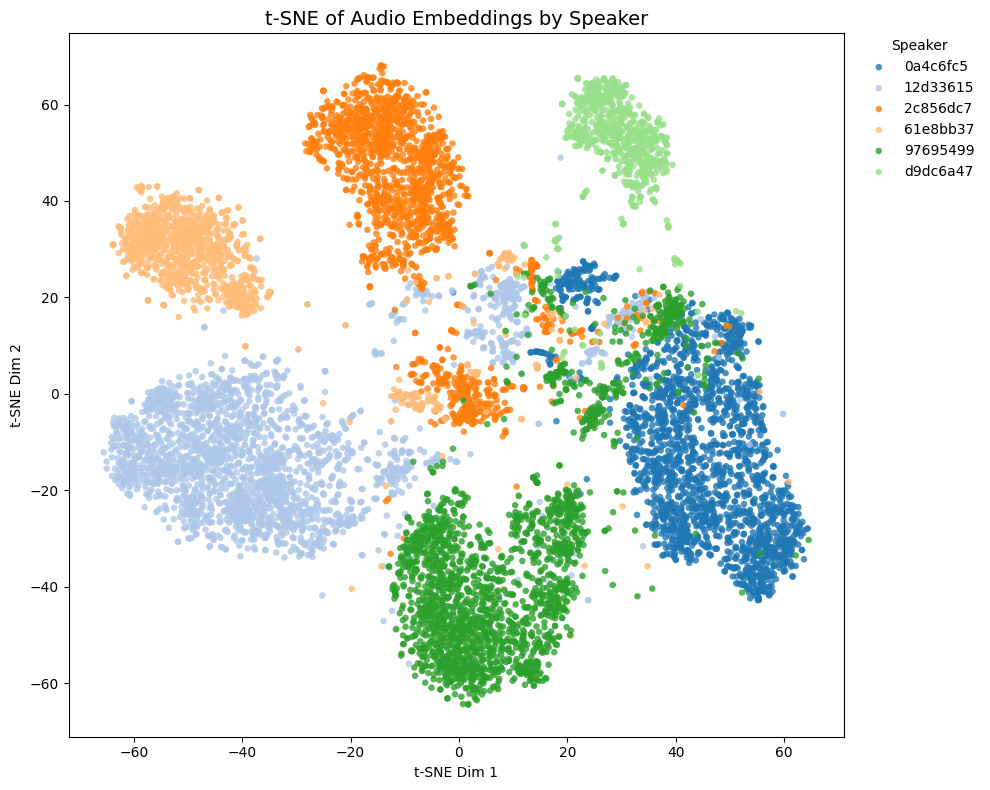 t-SNE of Audio Embeddings by Speaker
Speaker
0a4c6fc5
12d33615
2c856dc7
61e8bb37
97695499
d9dc6a47
60
40
20
0
−20
−40
−60
t-SNE Dim 2
−60 −40 −20 0 20 40 60
t-SNE Dim 1